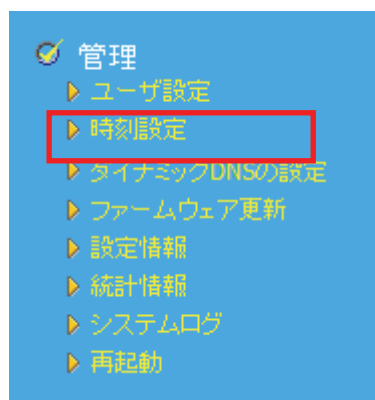 管理
ユーザ設定
時刻設定
ダイナミックDNSの設定
ファームウェア更新
設定情報
統計情報
システムログ
再起動